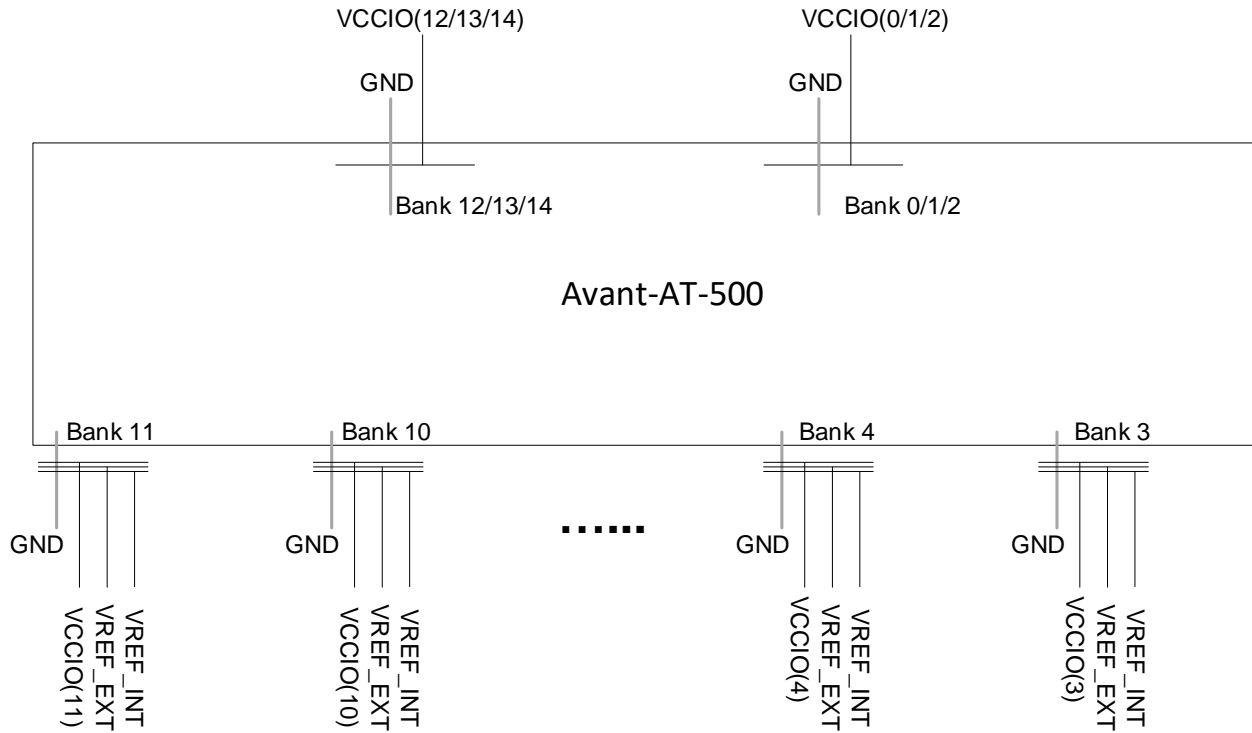 VCCIO(12/13/14)
VCCIO(0/1/2)
GND
GND
Bank 12/13/14
Bank 0/1/2
Avant-AT-500
Bank 11
Bank 10
Bank 4
Bank 3
GND
GND
......
GND
GND
VCCIO(11)
VREF_EXT
VREF_INT
VCCIO(10)
VREF_EXT
VREF_INT
VCCIO(4)
VREF_EXT
VREF_INT
VCCIO(3)
VREF_EXT
VREF_INT